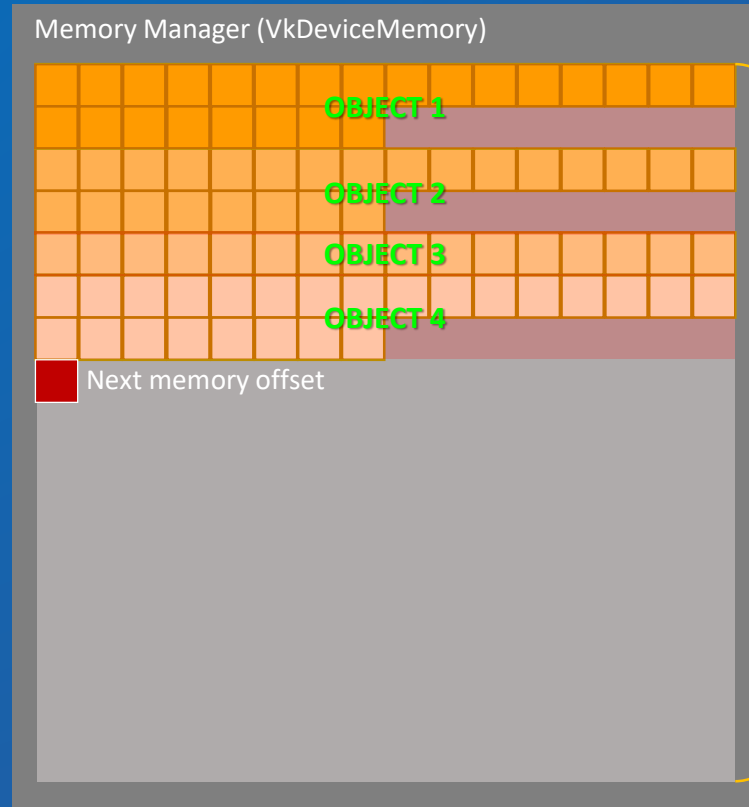 Memory Manager (VkDeviceMemory)
OBJECT 1
OBJECT 2
OBJECT 3
OBJECT 4
Next memory offset